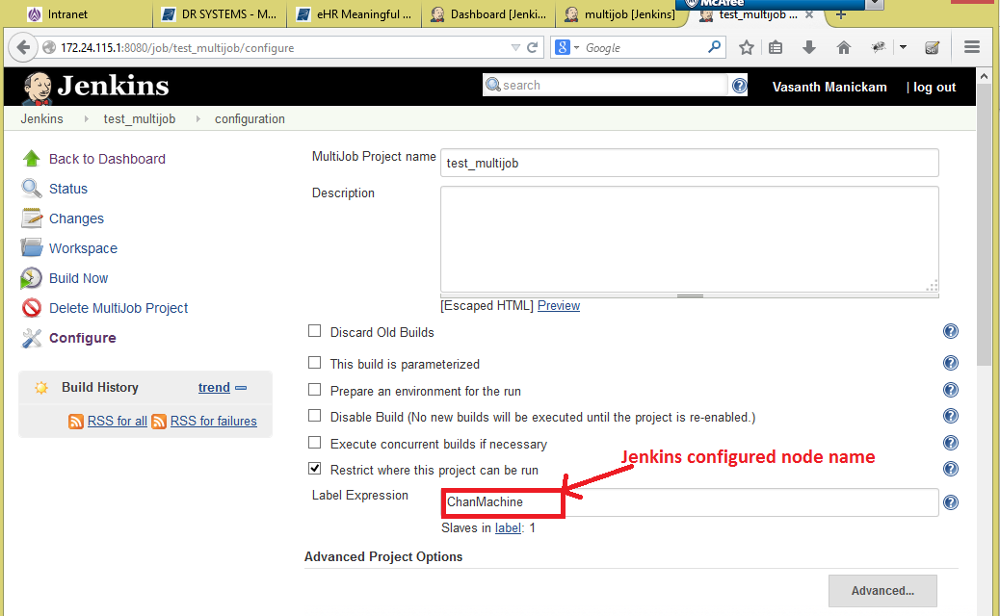 McAfee
Intranet
DR SYSTEMS - M...
eHR Meaningful ...
Dashboard [Jenki...
multijob [Jenkins]
test_multijob ...
172.24.115.1:8080/job/test_multijob/configure
Google
Jenkins
search
Vasanth Manickam
| log out
Jenkins
test_multijob
configuration
Back to Dashboard
Status
Changes
Workspace
Build Now
Delete MultiJob Project
Configure
Build History
trend
RSS for all
RSS for failures
MultiJob Project name
test_multijob
Description
[Escaped HTML] Preview
Discard Old Builds
This build is parameterized
Prepare an environment for the run
Disable Build (No new builds will be executed until the project is re-enabled.)
Execute concurrent builds if necessary
Restrict where this project can be run
Jenkins configured node name
Label Expression
ChanMachine
Slaves in label: 1
Advanced Project Options
Advanced...